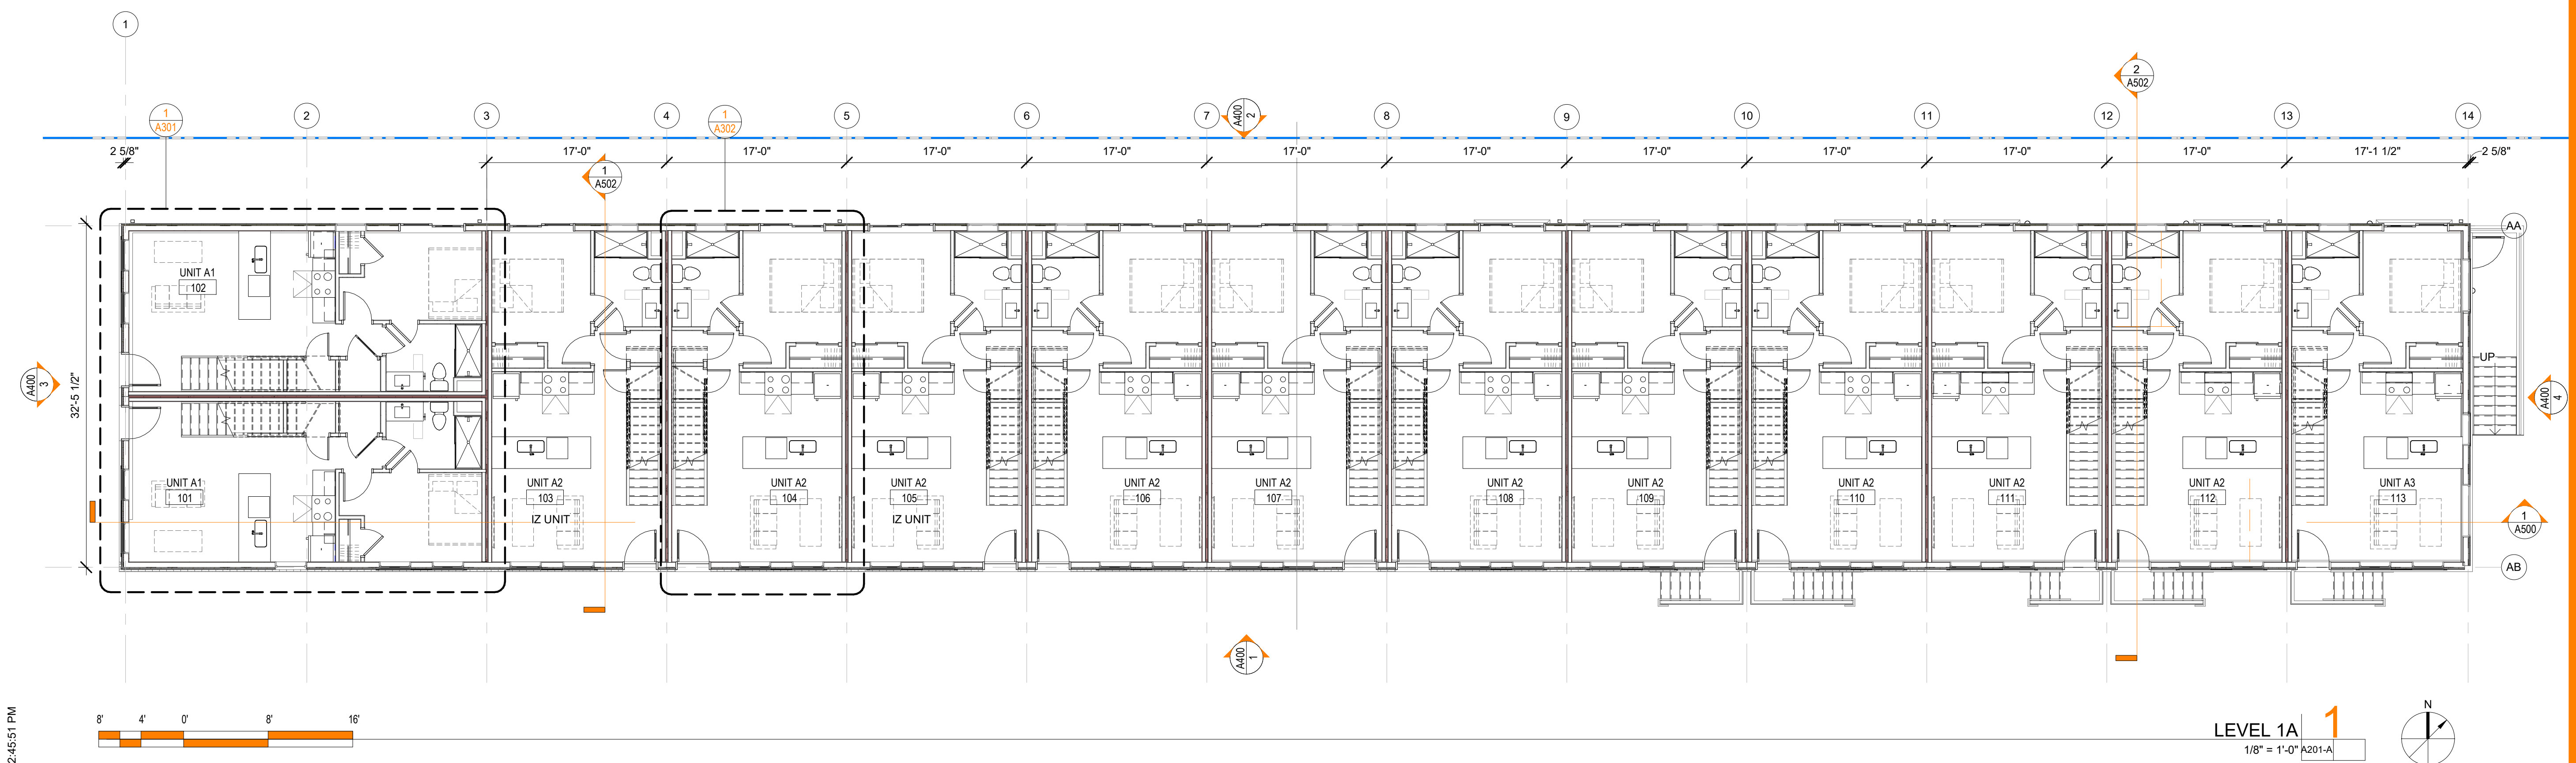 1
1
A301
2
3
4
1
A302
5
6
7
A400
2
8
9
10
11
12
2
A502
13
14
2 5/8"
17'-0"
17'-0"
17'-0"
17'-0"
17'-0"
17'-0"
17'-0"
17'-0"
17'-0"
17'-0"
17'-1 1/2"
2 5/8"
1
A502
AA
UNIT A1
102
UP
A400
3
32'-5 1/2"
A400
4
UNIT A1
101
UNIT A2
103
IZ UNIT
UNIT A2
104
UNIT A2
105
IZ UNIT
UNIT A2
106
UNIT A2
107
UNIT A2
108
UNIT A2
109
UNIT A2
110
UNIT A2
111
UNIT A2
112
UNIT A3
113
1
A500
AB
A400
1
2:45:51 PM
8' 4' 0' 8' 16'
LEVEL 1A
1
1/8" = 1'-0"
A201-A
N